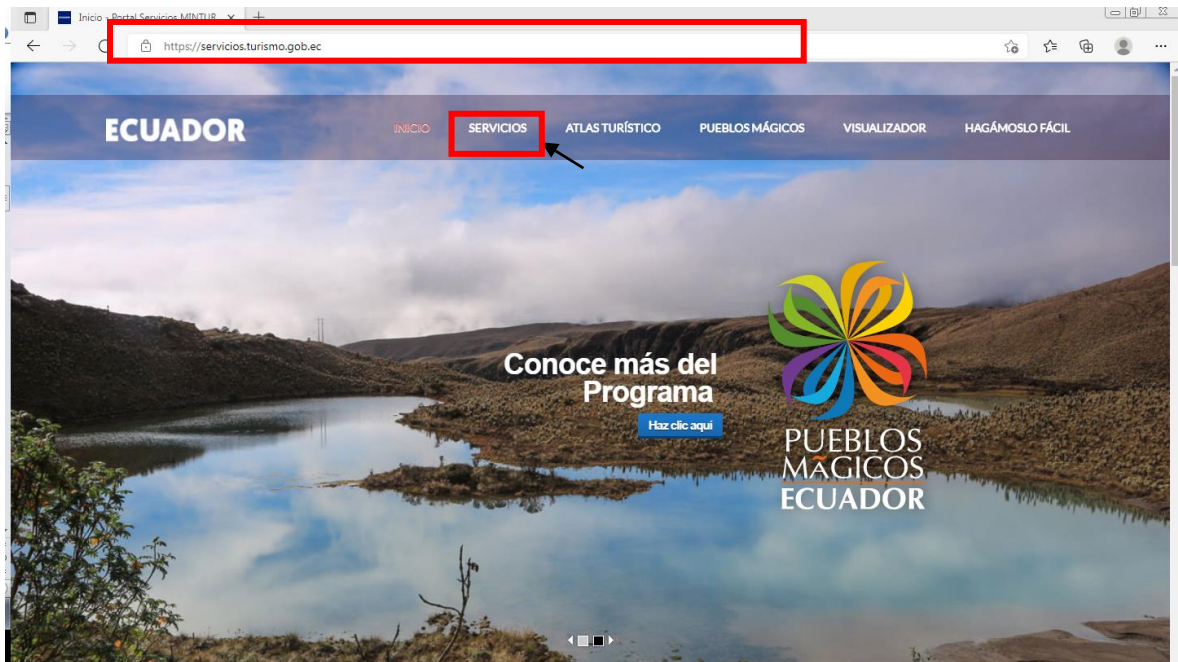 Inicio - Portal Servicios MINTUR
https://servicios.turismo.gob.ec
ECUADOR INICIO SERVICIOS ATLAS TURÍSTICO PUEBLOS MÁGICOS VISUALIZADOR HAGÁMOSLO FÁCIL
Conoce más del
Programa
Haz clic aquí
PUEBLOS
MÁGICOS
ECUADOR